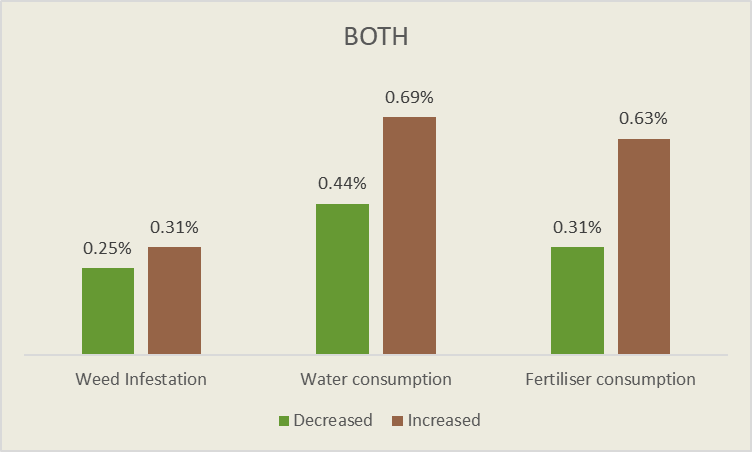 BOTH
0.69%
0.63%
0.44%
0.31%
0.31%
0.25%
Weed Infestation Water consumption Fertiliser consumption
Decreased Increased